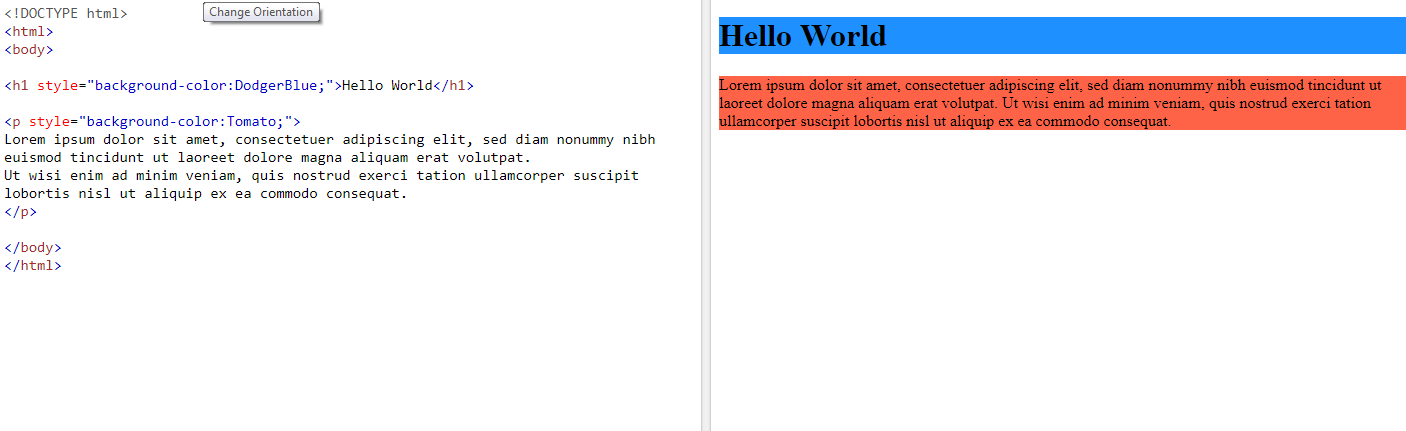 <!DOCTYPE html>
Change Orientation
<html>
<body>
<h1 style="background-color:DodgerBlue;">Hello World</h1>
<p style="background-color:Tomato;">
Lorem ipsum dolor sit amet, consectetuer adipiscing elit, sed diam nonummy nibh
euismod tincidunt ut laoreet dolore magna aliquam erat volutpat.
Ut wisi enim ad minim veniam, quis nostrud exerci tation ullamcorper suscipit
lobortis nisl ut aliquip ex ea commodo consequat.
</p>
</body>
</html>
Hello World
Lorem ipsum dolor sit amet, consectetuer adipiscing elit, sed diam nonummy nibh euismod tincidunt ut
laoreet dolore magna aliquam erat volutpat. Ut wisi enim ad minim veniam, quis nostrud exerci tation
ullamcorper suscipit lobortis nisl ut aliquip ex ea commodo consequat.